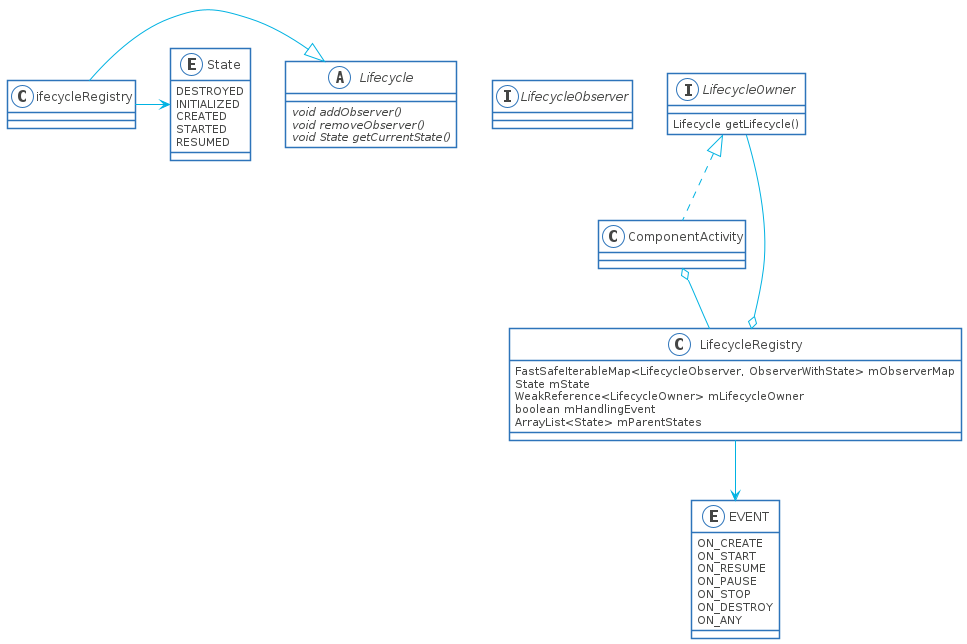 C ifecycleRegistry
E State
DESTROYED
INITIALIZED
CREATED
STARTED
RESUMED
A Lifecycle
void addObserver()
void removeObserver()
void State getCurrentState()
I LifecycleObserver
I LifecycleOwner
Lifecycle getLifecycle()
C ComponentActivity
C LifecycleRegistry
FastSafeIterableMap<LifecycleObserver, ObserverWithState> mObserverMap
State mState
WeakReference<LifecycleOwner> mLifecycleOwner
boolean mHandlingEvent
ArrayList<State> mParentStates
E EVENT
ON_CREATE
ON_START
ON_RESUME
ON_PAUSE
ON_STOP
ON_DESTROY
ON_ANY